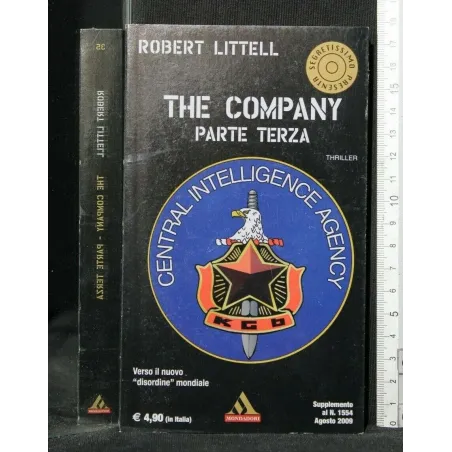 ROBERT LITTELL
SEGRETISSIMO PRESENTA
THE COMPANY
PARTE TERZA
THRILLER
CENTRAL INTELLIGENCE AGENCY
KGb
Verso il nuovo
"disordine" mondiale
€ 4,90 (in Italia)
MONDADORI
Supplemento
al N. 1554
Agosto 2009
35
ROBERT LITTELL
THE COMPANY - PARTE TERZA
MONDADORI